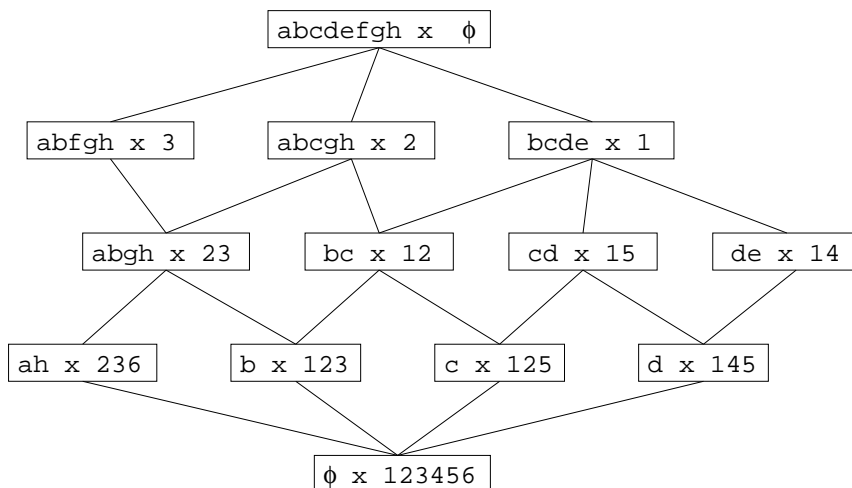 abcdefgh x ϕ
abfgh x 3
abcgh x 2
bcde x 1
abgh x 23
bc x 12
cd x 15
de x 14
ah x 236
b x 123
c x 125
d x 145
ϕ x 123456